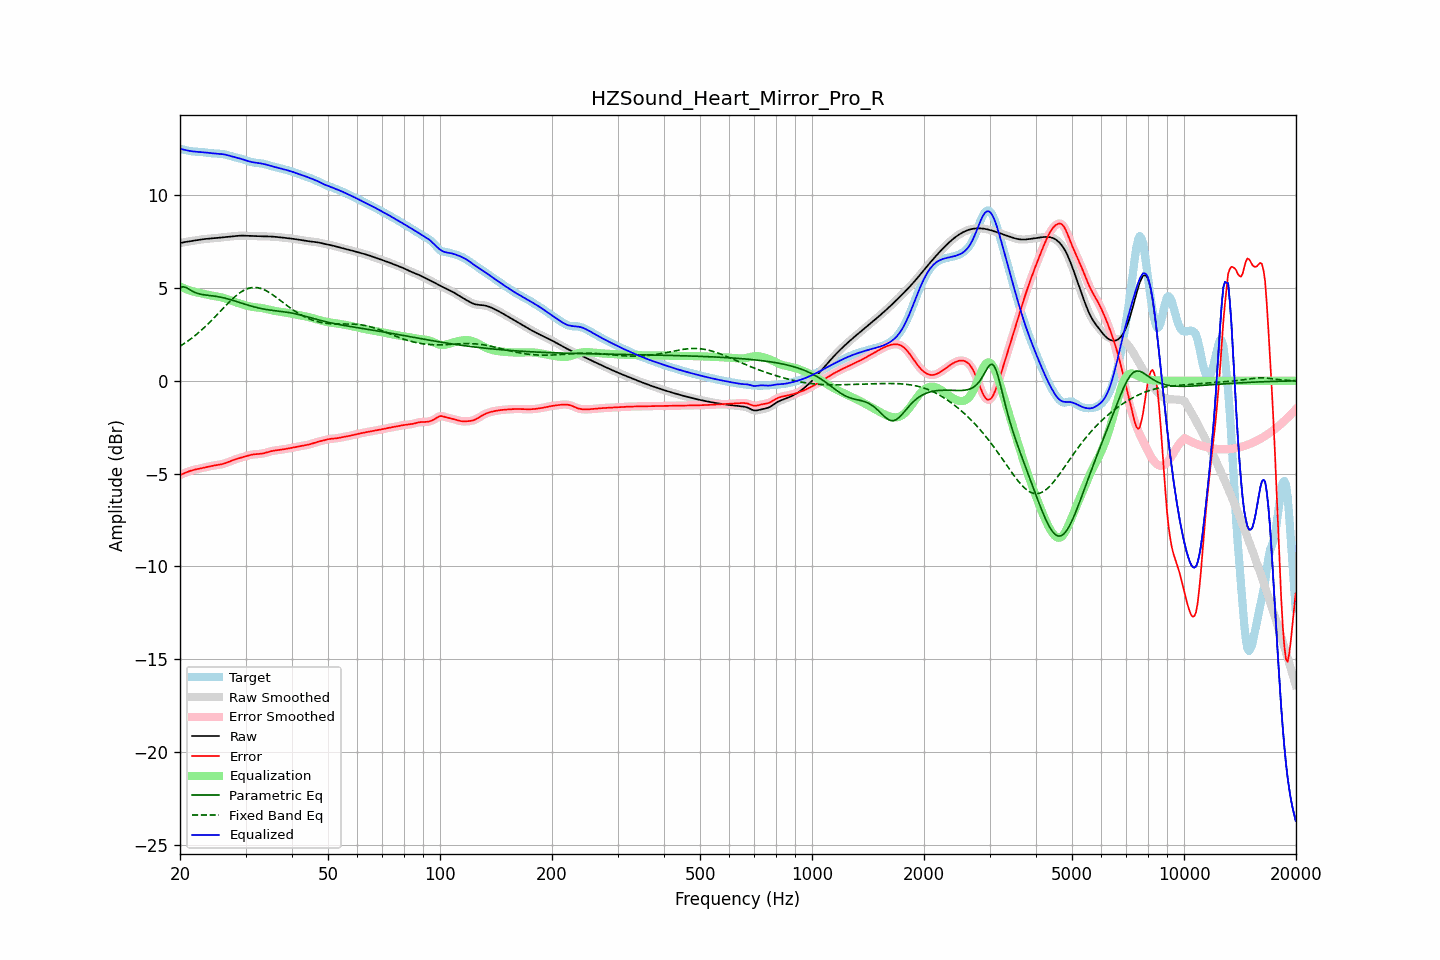 HZSound_Heart_Mirror_Pro_R
Amplitude (dBr)
10
5
0
−5
−10
−15
−20
−25
Target
Raw Smoothed
Error Smoothed
Raw
Error
Equalization
Parametric Eq
Fixed Band Eq
Equalized
20 50 100 200 500 1000 2000 5000 10000 20000
Frequency (Hz)